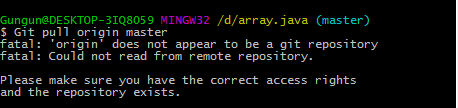 Gungun@DESKTOP-3IQ8O59 MINGW32 /d/array.java (master)
$ Git pull origin master
fatal: 'origin' does not appear to be a git repository
fatal: Could not read from remote repository.
Please make sure you have the correct access rights
and the repository exists.